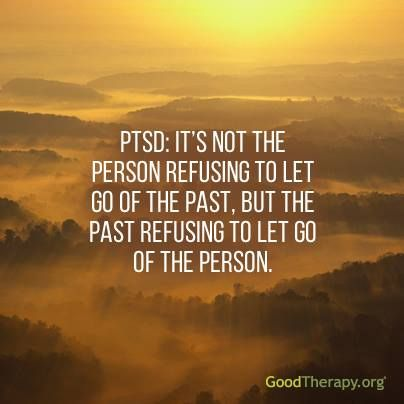 PTSD: IT'S NOT THE
PERSON REFUSING TO LET
GO OF THE PAST, BUT THE
PAST REFUSING TO LET GO
OF THE PERSON.
GoodTherapy.org®